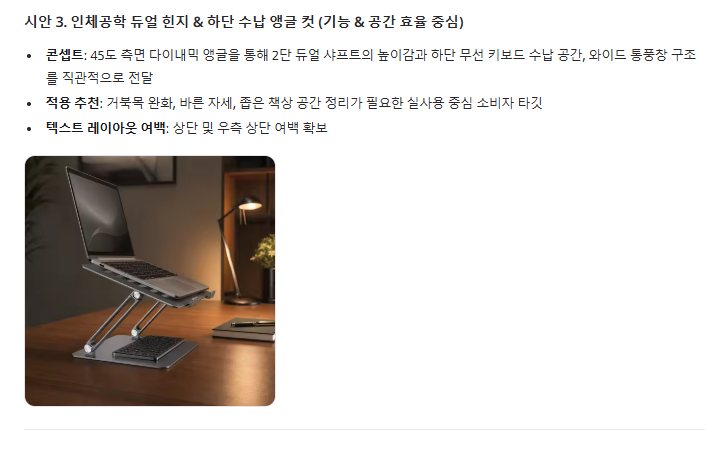 시안 3. 인체공학 듀얼 힌지 & 하단 수납 앵글 컷 (기능 & 공간 효율 중심)
• 콘셉트: 45도 측면 다이내믹 앵글을 통해 2단 듀얼 샤프트의 높이감과 하단 무선 키보드 수납 공간, 와이드 통풍창 구조
를 직관적으로 전달
• 적용 추천: 거북목 완화, 바른 자세, 좁은 책상 공간 정리가 필요한 실사용 중심 소비자 타깃
• 텍스트 레이아웃 여백: 상단 및 우측 상단 여백 확보